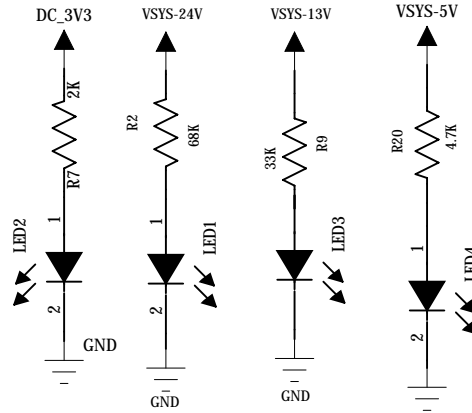 DC_3V3
VSYS-24V
VSYS-13V
VSYS-5V
2K
R7
R2
68K
33K
R9
R20
4.7K
LED2
1
2
LED1
1
2
LED3
LED4
1
2
GND
GND
GND